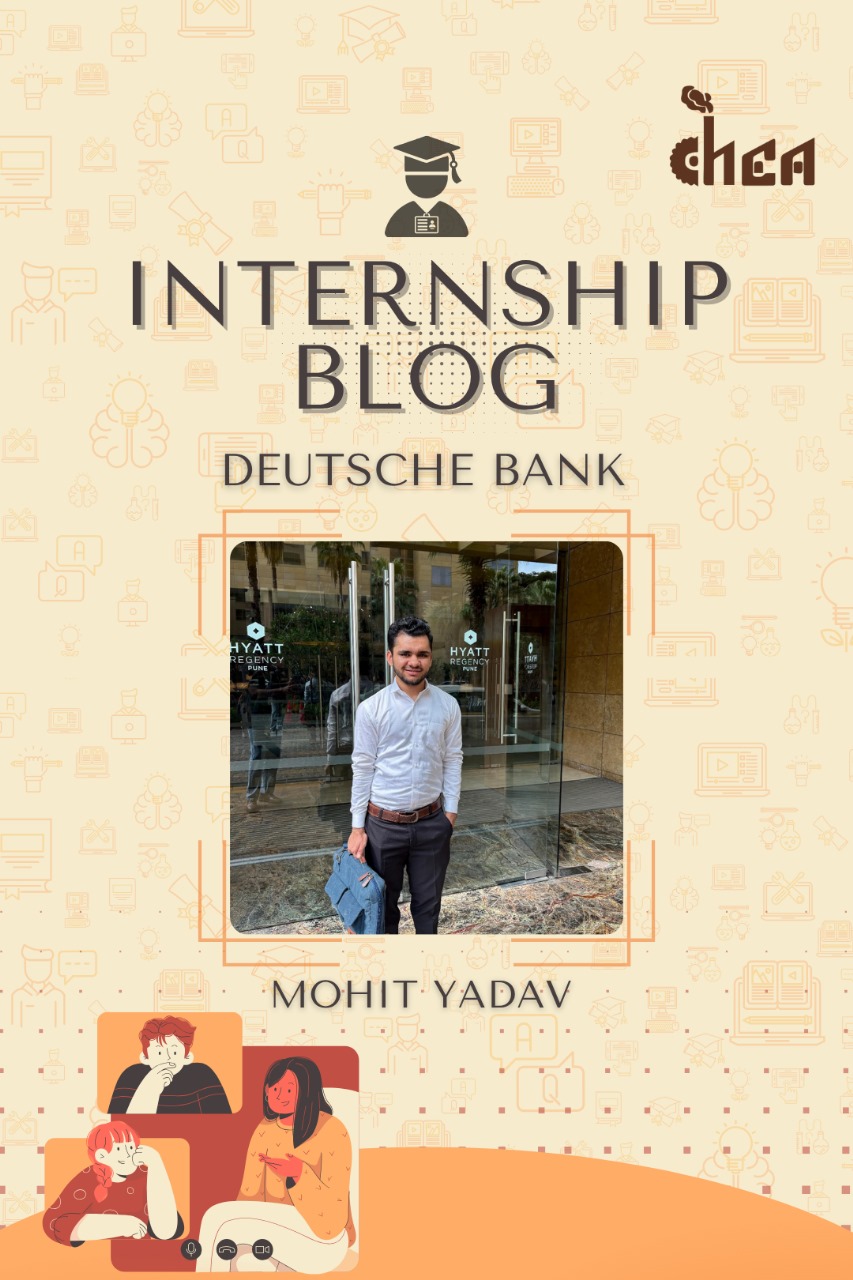 chEA
INTERNSHIP
BLOG
DEUTSCHE BANK
HYATT
REGENCY
PUNE
HYATT
REGENCY
PUNE
MOHIT YADAV
A
Q